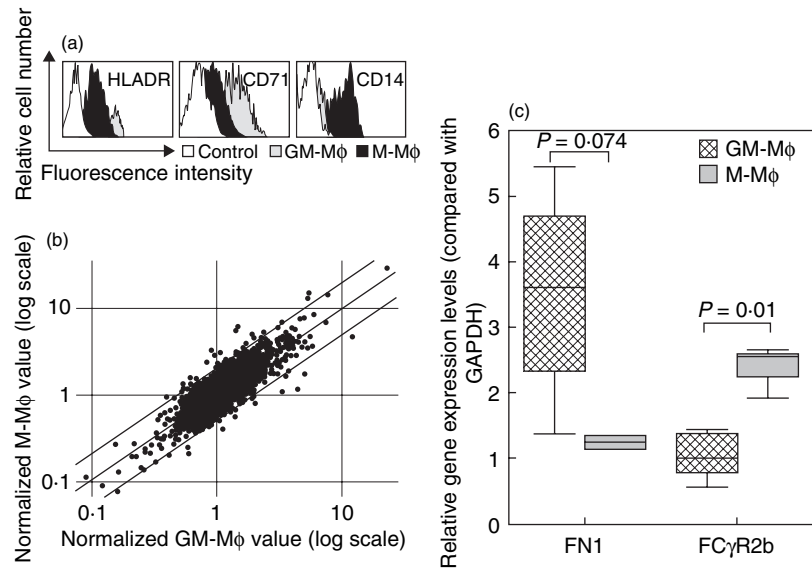 (a)
Relative cell number
HLADR
CD71
CD14
Control GM-Mϕ M-Mϕ
Fluorescence intensity
(b)
Normalized M-Mϕ value (log scale)
10
1
0·1
0·1 1 10
Normalized GM-Mϕ value (log scale)
(c)
Relative gene expression levels (compared with
GAPDH)
6
5
4
3
2
1
0
P = 0·074
GM-Mϕ
M-Mϕ
P = 0·01
FN1 FCγR2b